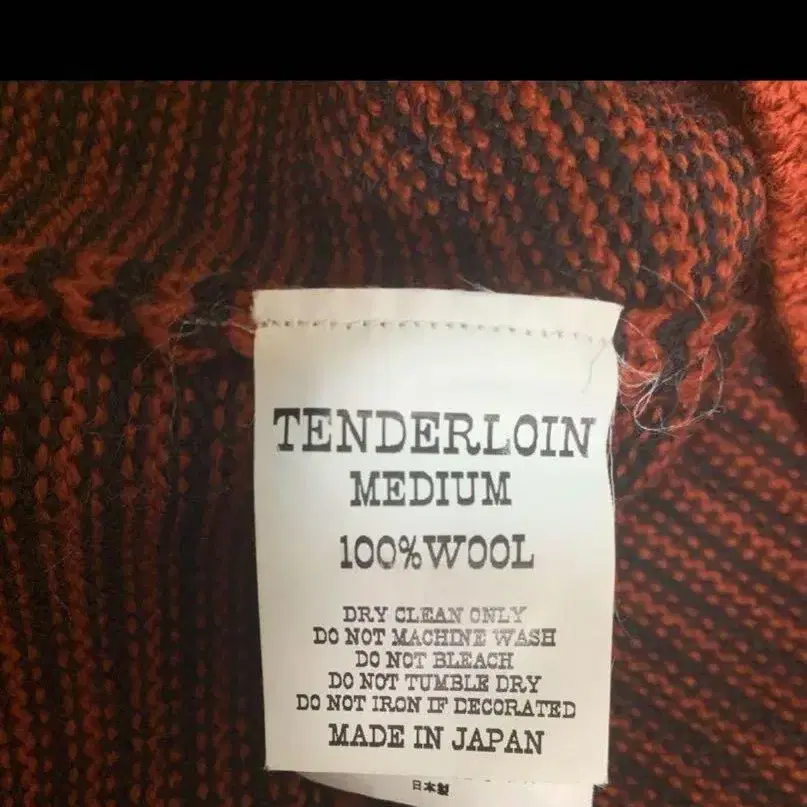 TENDERLOIN
MEDIUM
100%WOOL
DRY CLEAN ONLY
DO NOT MACHINE WASH
DO NOT BLEACH
DO NOT TUMBLE DRY
DO NOT IRON IF DECORATED
MADE IN JAPAN
日本製